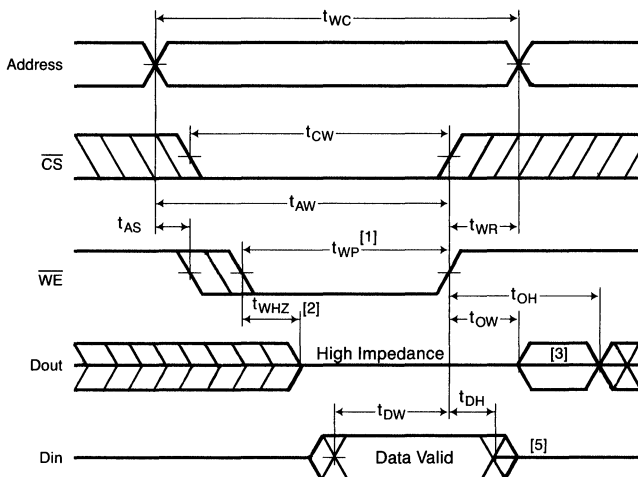 tWC
Address
tCW
CS
tAW
tAS
tWR
tWP [1]
WE
tWHZ [2]
tOH
tOW
High Impedance
[3]
Dout
tDW
tDH
[5]
Din
Data Valid